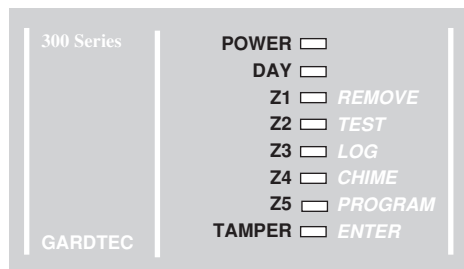 300 Series
POWER
DAY
Z1 REMOVE
Z2 TEST
Z3 LOG
Z4 CHIME
Z5 PROGRAM
TAMPER ENTER
GARDTEC